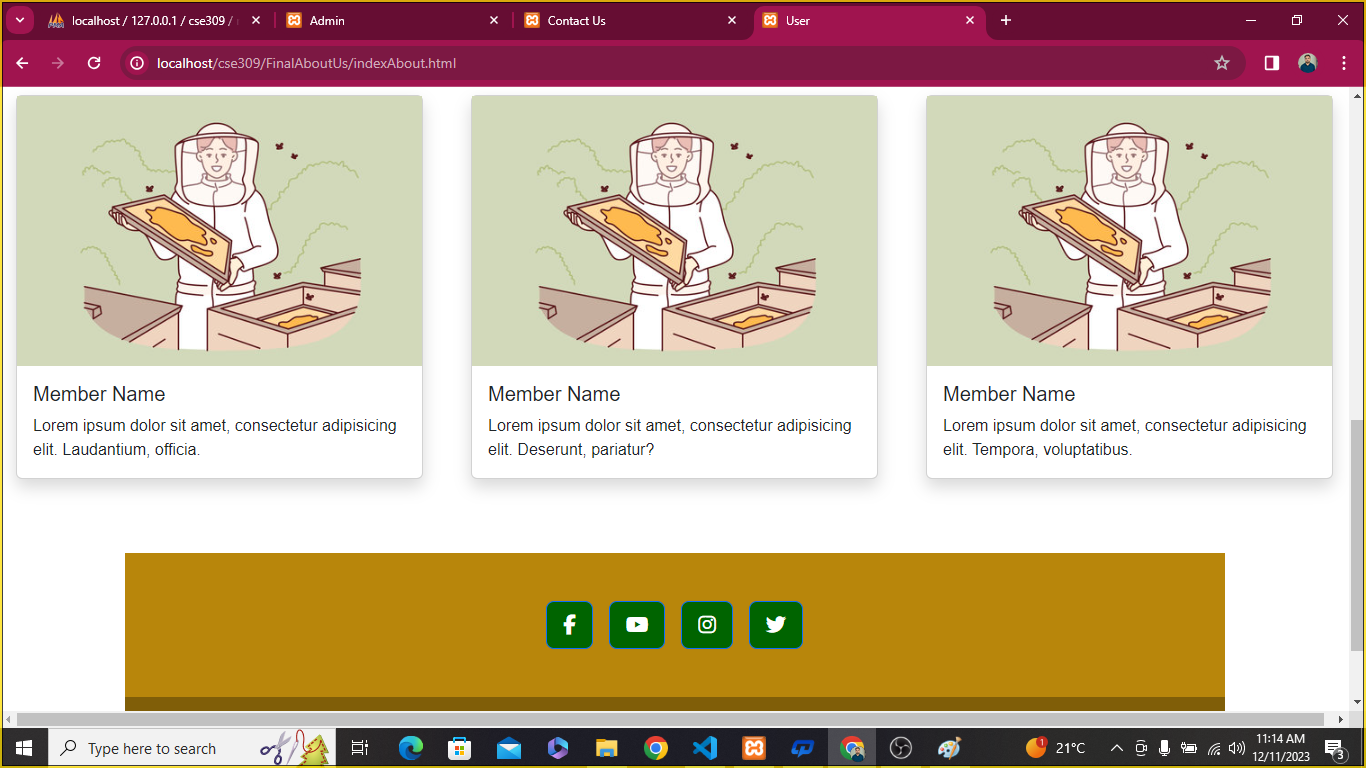 localhost / 127.0.0.1 / cse309 /
Admin
Contact Us
User
localhost/cse309/FinalAboutUs/indexAbout.html
Member Name
Lorem ipsum dolor sit amet, consectetur adipisicing
elit. Laudantium, officia.
Member Name
Lorem ipsum dolor sit amet, consectetur adipisicing
elit. Deserunt, pariatur?
Member Name
Lorem ipsum dolor sit amet, consectetur adipisicing
elit. Tempora, voluptatibus.
Type here to search
1
21°C
11:14 AM
12/11/2023
3